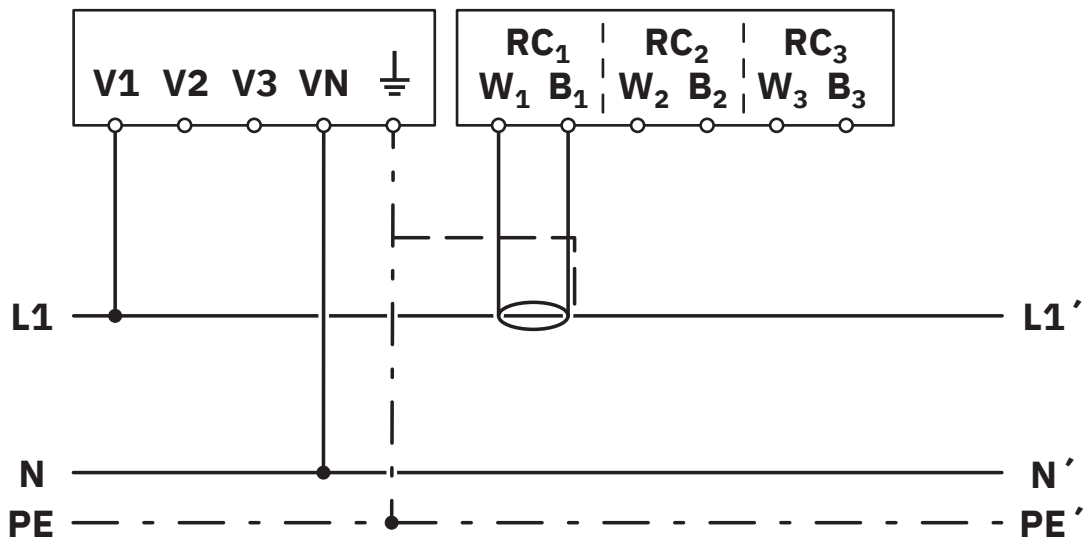 V1 V2 V3 VN
RC₁ RC₂ RC₃
W₁ B₁ W₂ B₂ W₃ B₃
L1 L1´
N N´
PE PE´